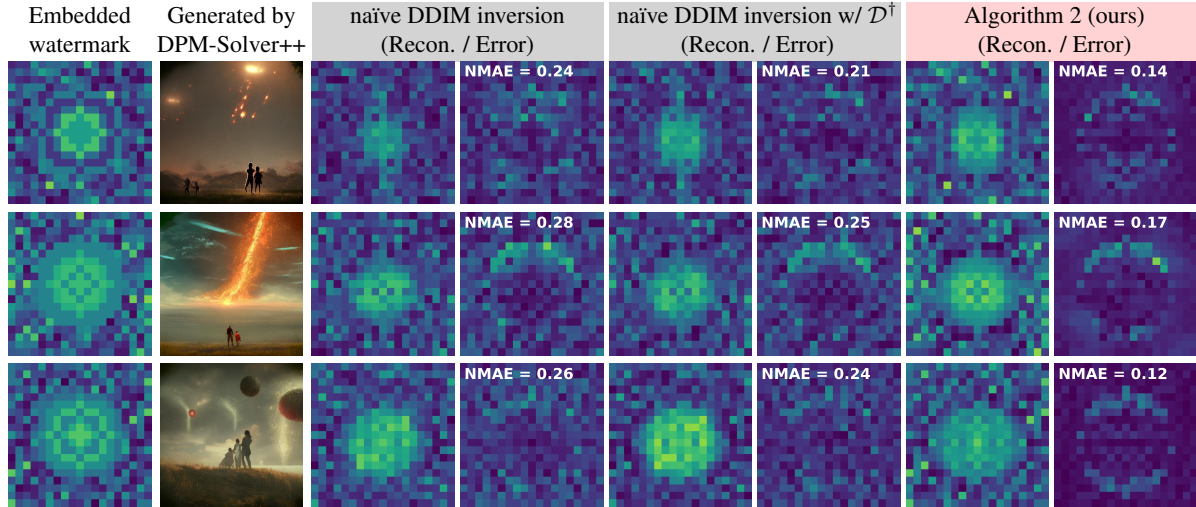 Embedded
watermark
Generated by
DPM-Solver++
naïve DDIM inversion
(Recon. / Error)
naïve DDIM inversion w/ 𝒟†
(Recon. / Error)
Algorithm 2 (ours)
(Recon. / Error)
NMAE = 0.24
NMAE = 0.21
NMAE = 0.14
NMAE = 0.28
NMAE = 0.25
NMAE = 0.17
NMAE = 0.26
NMAE = 0.24
NMAE = 0.12